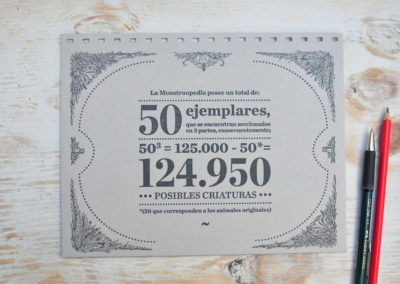 La Monstruopedia posee un total de:
50 ejemplares,
que se encuentran seccionales
en 3 partes, consecuentemente;
50³ = 125.000 - 50*=
124.950
••• POSIBLES CRIATURAS •••
*(50 que corresponden a los animales originales)
~